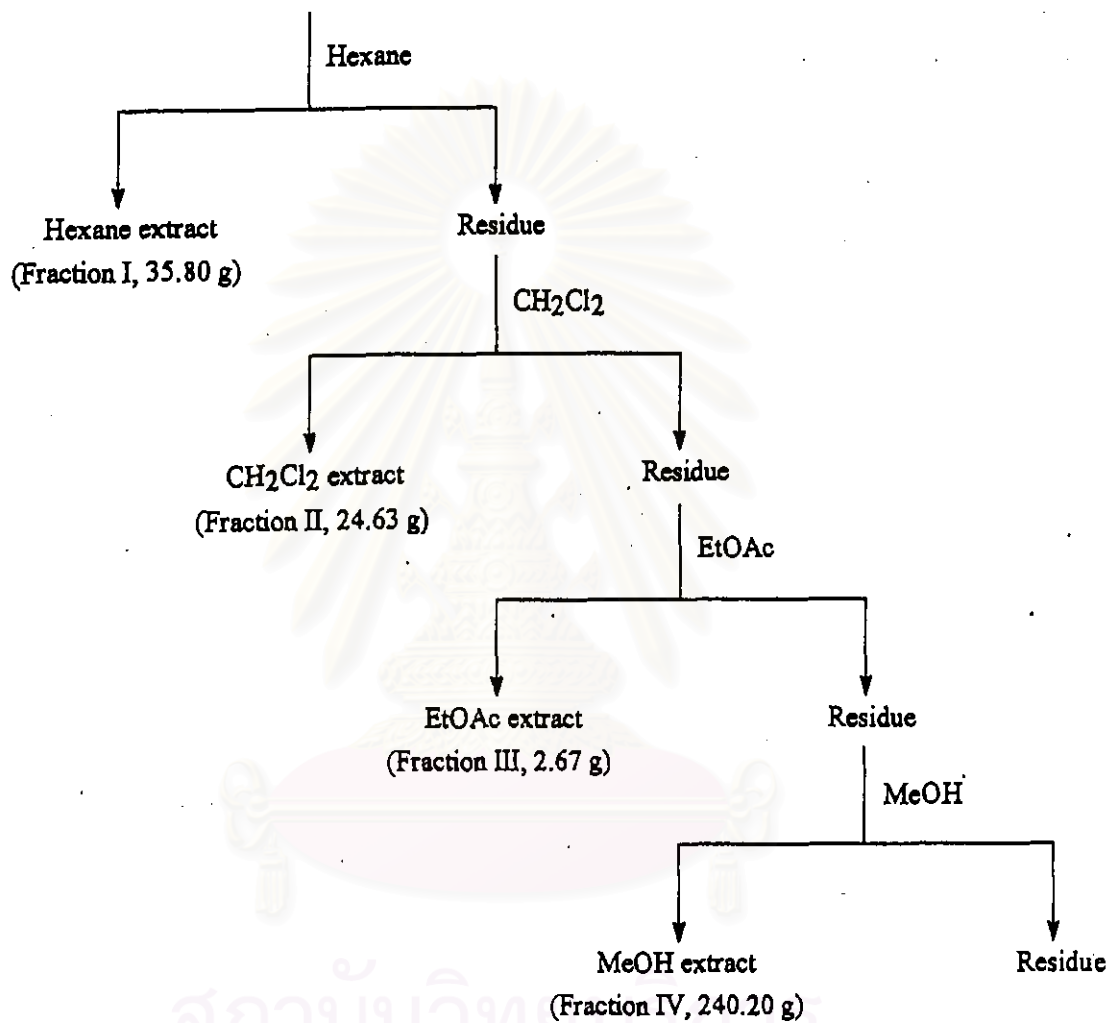 Hexane
Hexane extract
(Fraction I, 35.80 g)
Residue
CH2Cl2
CH2Cl2 extract
(Fraction II, 24.63 g)
Residue
EtOAc
EtOAc extract
(Fraction III, 2.67 g)
Residue
MeOH
MeOH extract
(Fraction IV, 240.20 g)
Residue